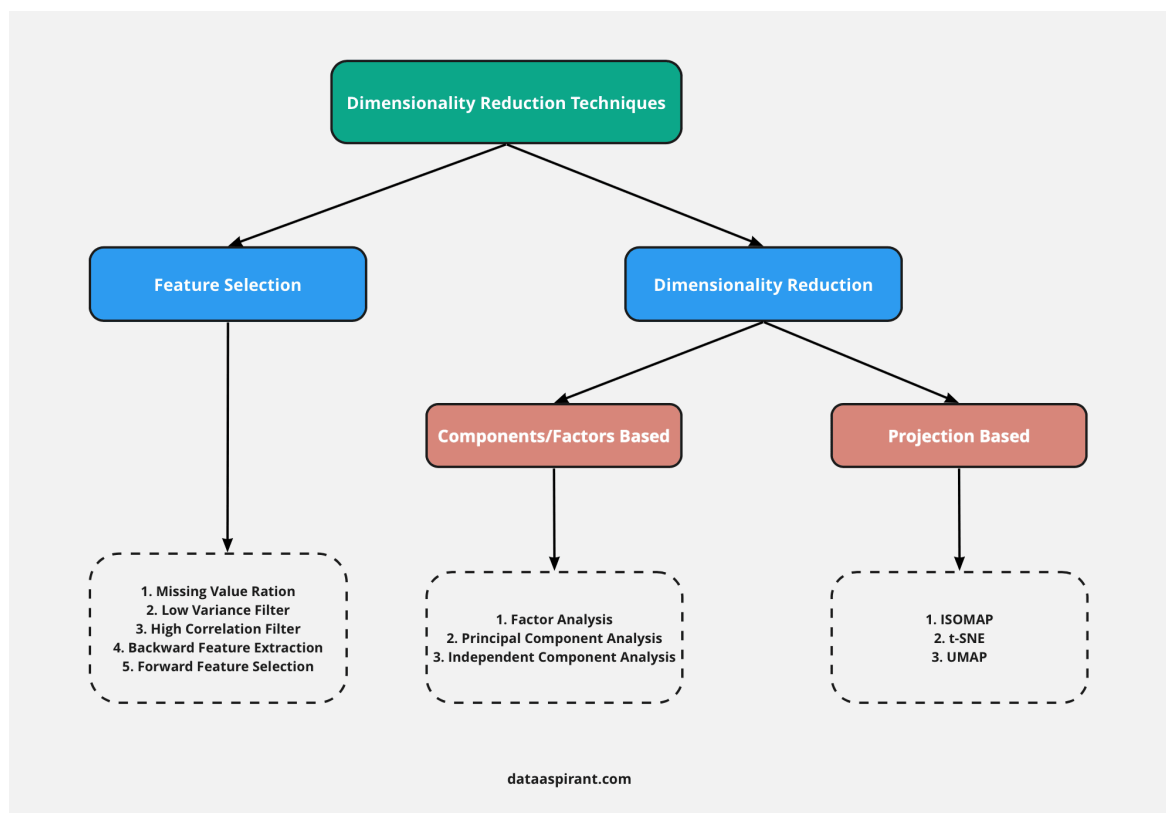 Dimensionality Reduction Techniques
Feature Selection
Dimensionality Reduction
Components/Factors Based
Projection Based
1. Missing Value Ration
2. Low Variance Filter
3. High Correlation Filter
4. Backward Feature Extraction
5. Forward Feature Selection
1. Factor Analysis
2. Principal Component Analysis
3. Independent Component Analysis
1. ISOMAP
2. t-SNE
3. UMAP
dataaspirant.com